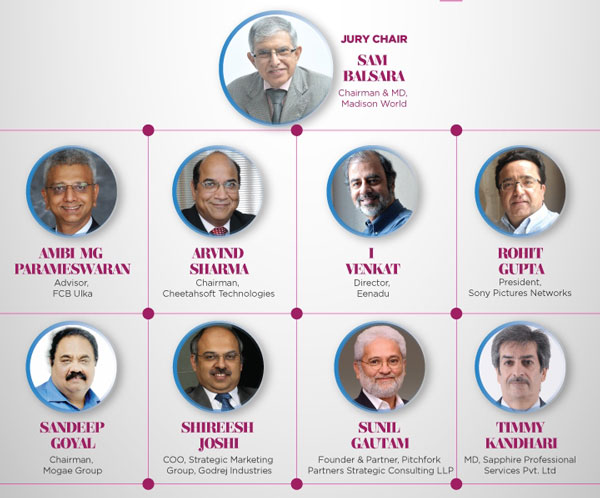 JURY CHAIR
SAM
BALSARA
Chairman & MD,
Madison World
AMBI MG
PARAMESWARAN
Advisor,
FCB Ulka
ARVIND
SHARMA
Chairman,
Cheetahsoft Technologies
I
VENKAT
Director,
Eenadu
ROHIT
GUPTA
President,
Sony Pictures Networks
SANDEEP
GOYAL
Chairman,
Mogae Group
SHIREESH
JOSHI
COO, Strategic Marketing
Group, Godrej Industries
SUNIL
GAUTAM
Founder & Partner, Pitchfork
Partners Strategic Consulting LLP
TIMMY
KANDHARI
MD, Sapphire Professional
Services Pvt. Ltd